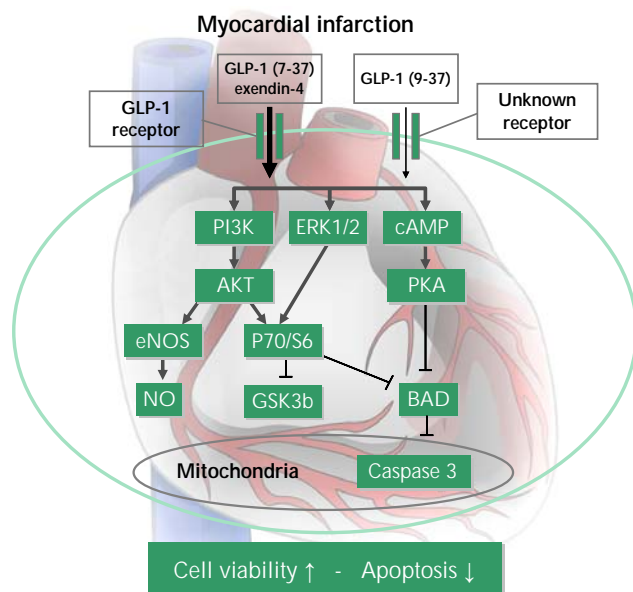 Myocardial infarction
GLP-1 (7-37)
exendin-4
GLP-1 (9-37)
GLP-1
receptor
Unknown
receptor
PI3K
ERK1/2
cAMP
AKT
PKA
eNOS
P70/S6
NO
GSK3b
BAD
Mitochondria
Caspase 3
Cell viability ↑ - Apoptosis ↓